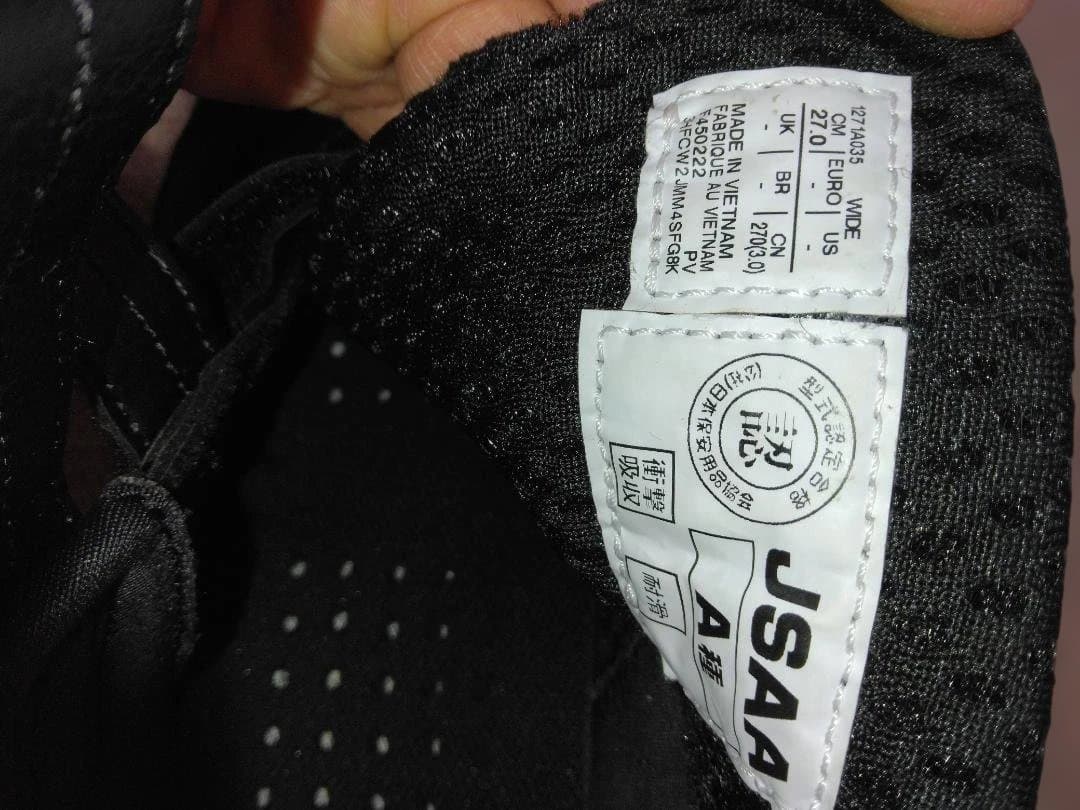 1271A035 WIDE
CM | EURO | US
27.0 | - | -
UK | BR | CN
- | - | 270(3.0)
MADE IN VIETNAM
FABRIQUE AU VIETNAM
450222 PV
JMM4SFG8K
型式認定合格
(公社)日本保安用品協会
認
JSAA
A種
衝撃
吸収
耐滑